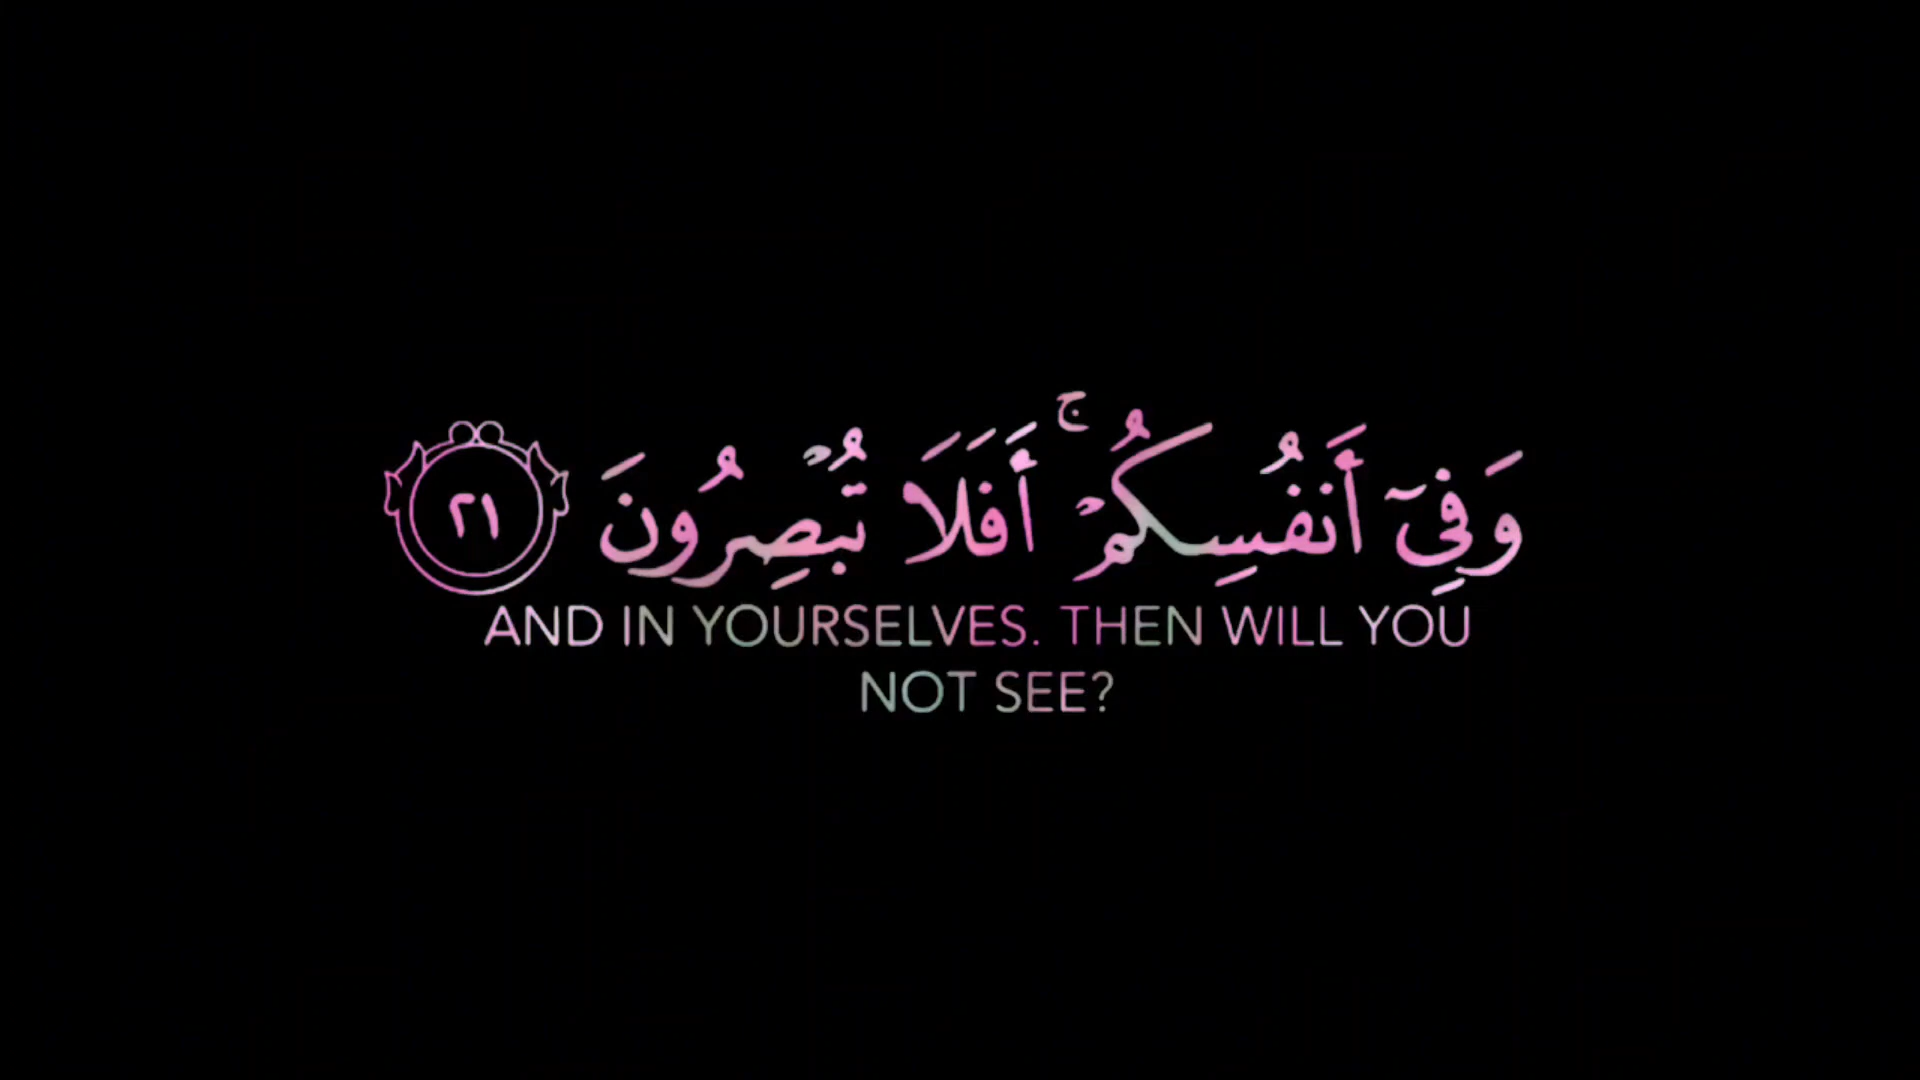 وَفِىٓ أَنفُسِكُمْ ۚ أَفَلَا تُبْصِرُونَ ٢١
AND IN YOURSELVES. THEN WILL YOU
NOT SEE?